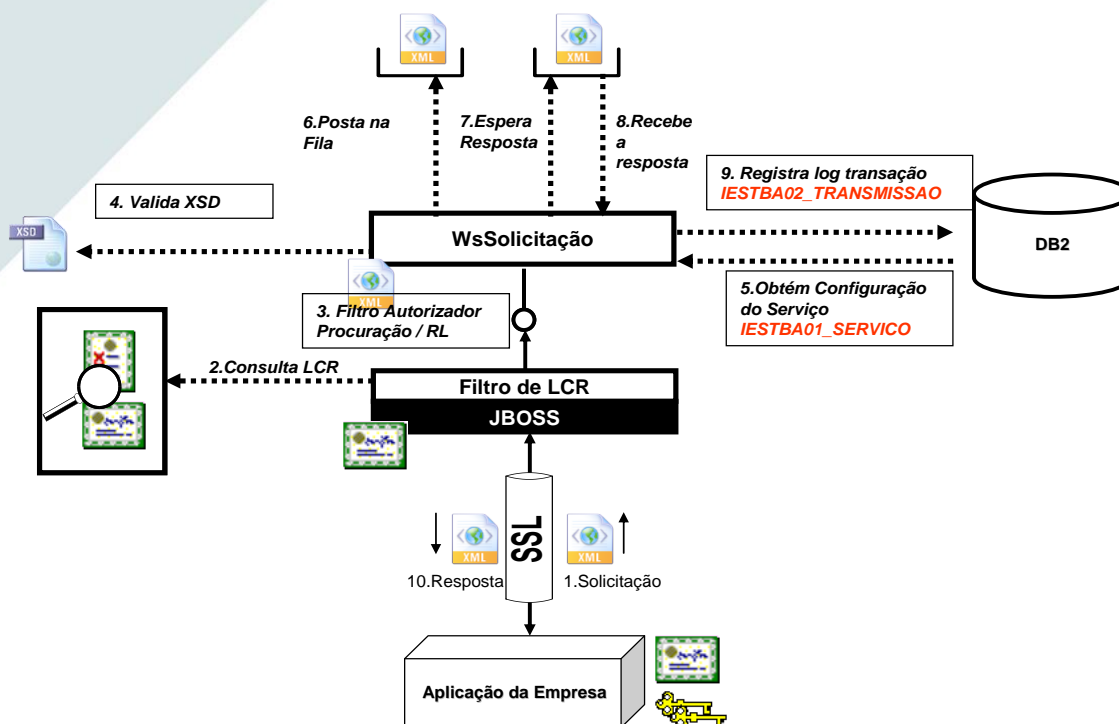 XML
XML
6.Posta na
Fila
7.Espera
Resposta
8.Recebe
a
resposta
9. Registra log transação
IESTBA02_TRANSMISSAO
4. Valida XSD
XSD
WsSolicitação
DB2
XML
3. Filtro Autorizador
Procuração / RL
5.Obtém Configuração
do Serviço
IESTBA01_SERVICO
2.Consulta LCR
Filtro de LCR
JBOSS
SSL
XML
XML
10.Resposta
1.Solicitação
Aplicação da Empresa